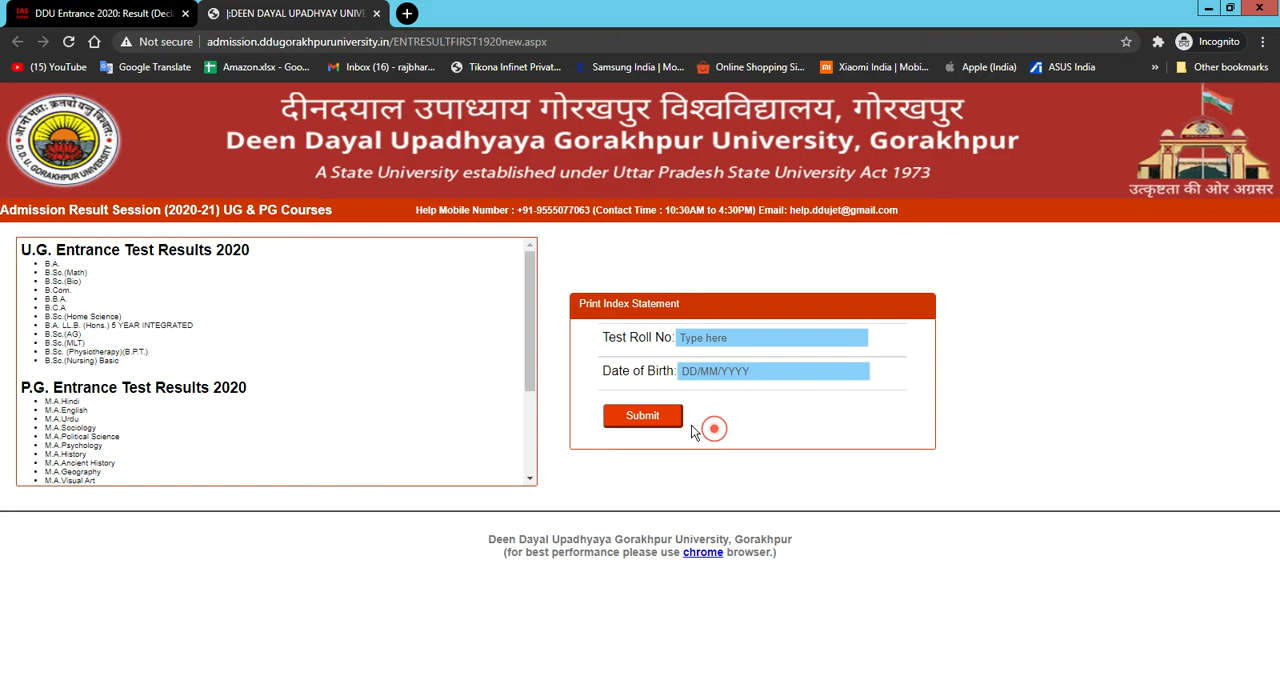 DDU Entrance 2020: Result (Decl
|:DEEN DAYAL UPADHYAY UNIVE
Not secure
admission.ddugorakhpuruniversity.in/ENTRESULTFIRST1920new.aspx
Incognito
(15) YouTube
Google Translate
Amazon.xlsx - Goo...
Inbox (16) - rajbhar...
Tikona Infinet Privat...
Samsung India | Mo...
Online Shopping Si...
Xiaomi India | Mobi...
Apple (India)
ASUS India
»
Other bookmarks
दीनदयाल उपाध्याय गोरखपुर विश्वविद्यालय, गोरखपुर
Deen Dayal Upadhyaya Gorakhpur University, Gorakhpur
A State University established under Uttar Pradesh State University Act 1973
उत्कृष्टता की ओर अग्रसर
Admission Result Session (2020-21) UG & PG Courses
Help Mobile Number : +91-9555077063 (Contact Time : 10:30AM to 4:30PM) Email: help.ddujet@gmail.com
U.G. Entrance Test Results 2020
B.A.
B.Sc.(Math)
B.Sc.(Bio)
B.Com.
B.B.A.
B.C.A
B.Sc.(Home Science)
B.A. LL.B. (Hons.) 5 YEAR INTEGRATED
B.Sc.(AG)
B.Sc.(MLT)
B.Sc. (Physiotherapy)(B.P.T.)
B.Sc.(Nursing) Basic
P.G. Entrance Test Results 2020
M.A.Hindi
M.A.English
M.A.Urdu
M.A.Sociology
M.A.Political Science
M.A.Psychology
M.A.History
M.A.Ancient History
M.A.Geography
M.A.Visual Art
Print Index Statement
Test Roll No: Type here
Date of Birth: DD/MM/YYYY
Submit
Deen Dayal Upadhyaya Gorakhpur University, Gorakhpur
(for best performance please use chrome browser.)